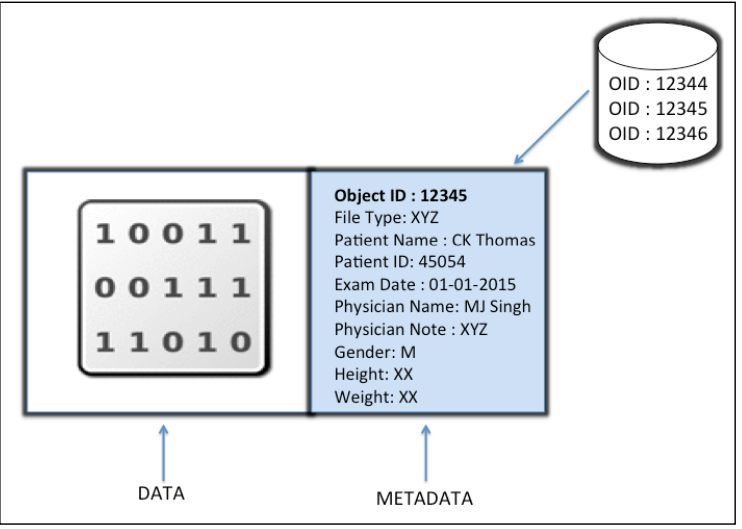 OID : 12344
OID : 12345
OID : 12346
1 0 0 1 1
0 0 1 1 1
1 1 0 1 0
Object ID : 12345
File Type: XYZ
Patient Name : CK Thomas
Patient ID: 45054
Exam Date : 01-01-2015
Physician Name: MJ Singh
Physician Note : XYZ
Gender: M
Height: XX
Weight: XX
DATA
METADATA